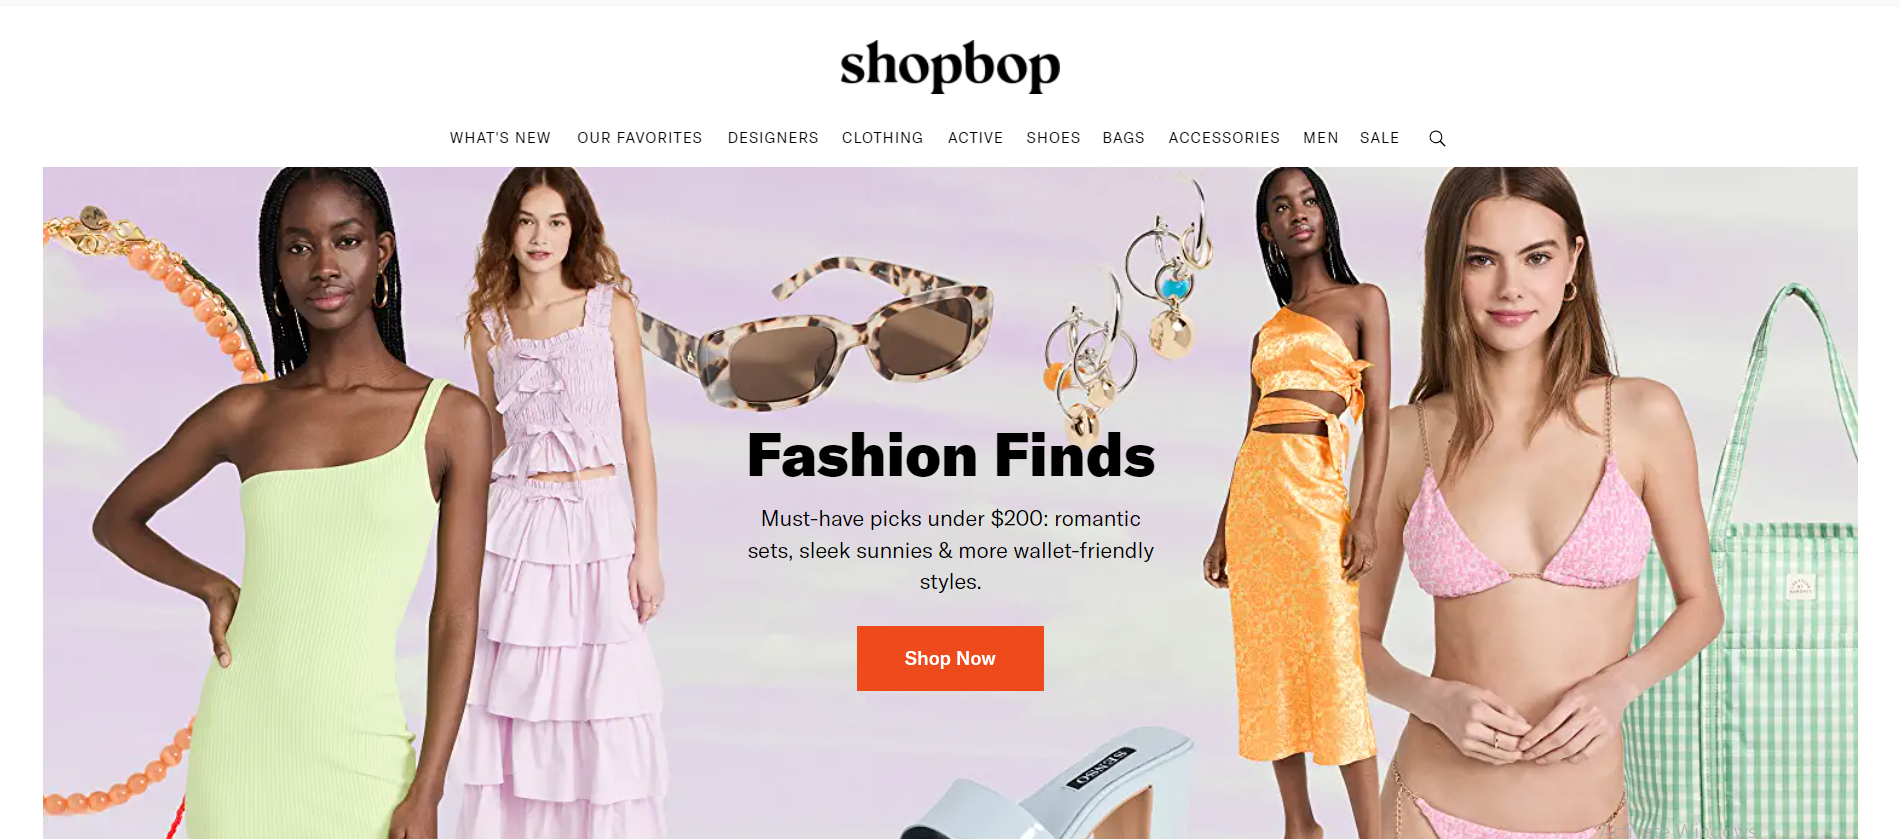 shopbop
WHAT'S NEW OUR FAVORITES DESIGNERS CLOTHING ACTIVE SHOES BAGS ACCESSORIES MEN SALE
Fashion Finds
Must-have picks under $200: romantic
sets, sleek sunnies & more wallet-friendly
styles.
Shop Now
SENSO